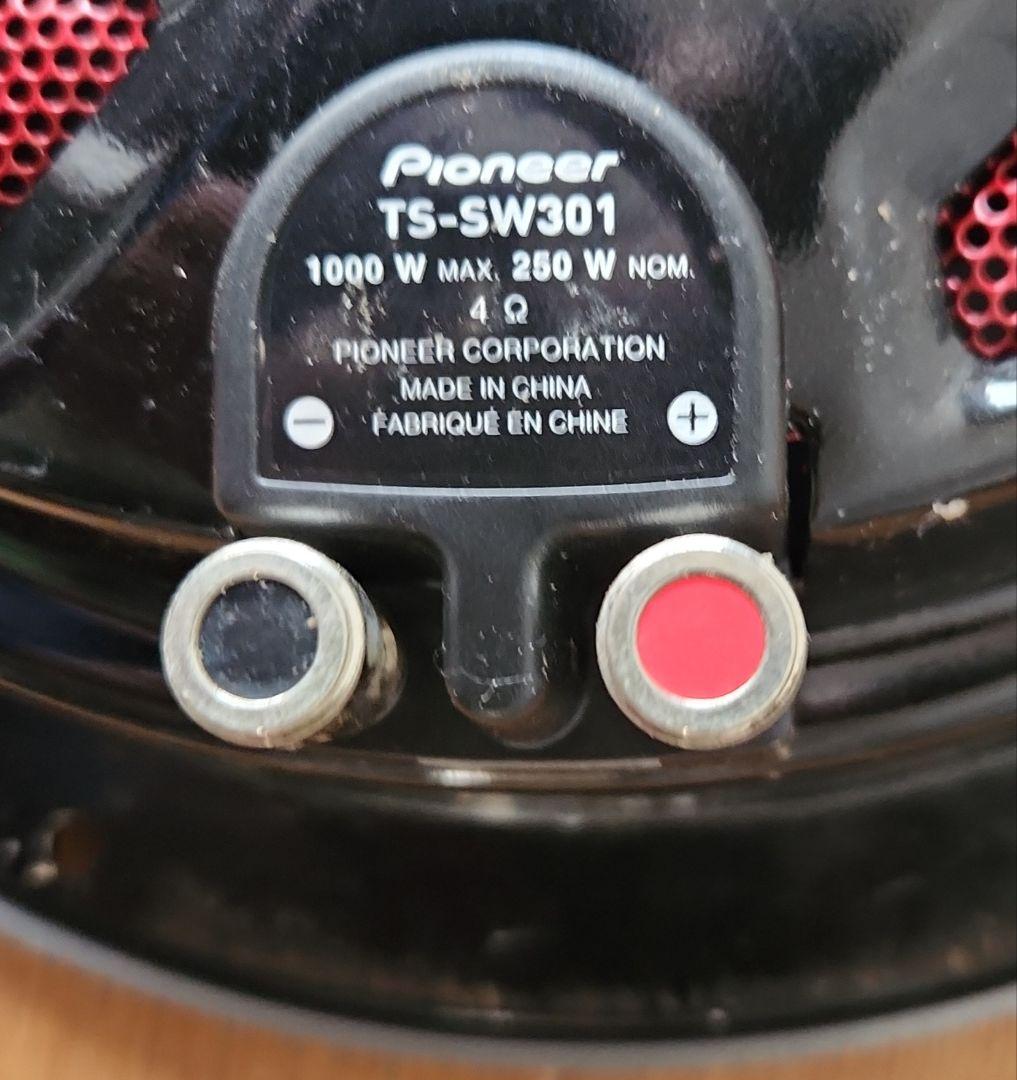 Pioneer
TS-SW301
1000 W MAX. 250 W NOM.
4 Ω
PIONEER CORPORATION
MADE IN CHINA
− FABRIQUÉ EN CHINE +